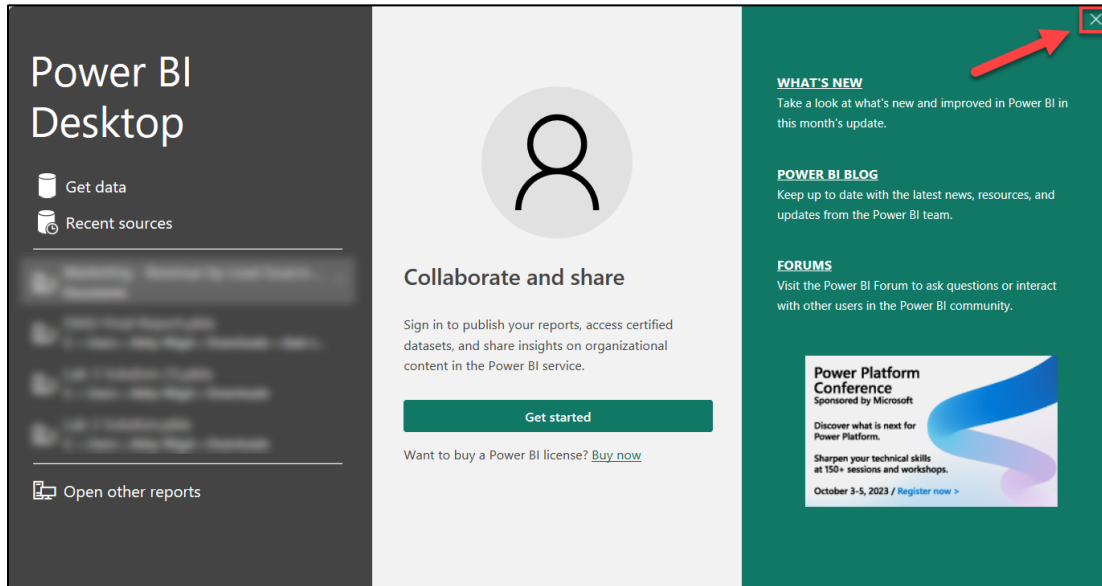 Power BI
Desktop
Get data
Recent sources
Open other reports
Collaborate and share
Sign in to publish your reports, access certified
datasets, and share insights on organizational
content in the Power BI service.
Get started
Want to buy a Power BI license? Buy now
WHAT'S NEW
Take a look at what's new and improved in Power BI in
this month's update.
POWER BI BLOG
Keep up to date with the latest news, resources, and
updates from the Power BI team.
FORUMS
Visit the Power BI Forum to ask questions or interact
with other users in the Power BI community.
Power Platform
Conference
Sponsored by Microsoft
Discover what is next for
Power Platform.
Sharpen your technical skills
at 150+ sessions and workshops.
October 3-5, 2023 / Register now >